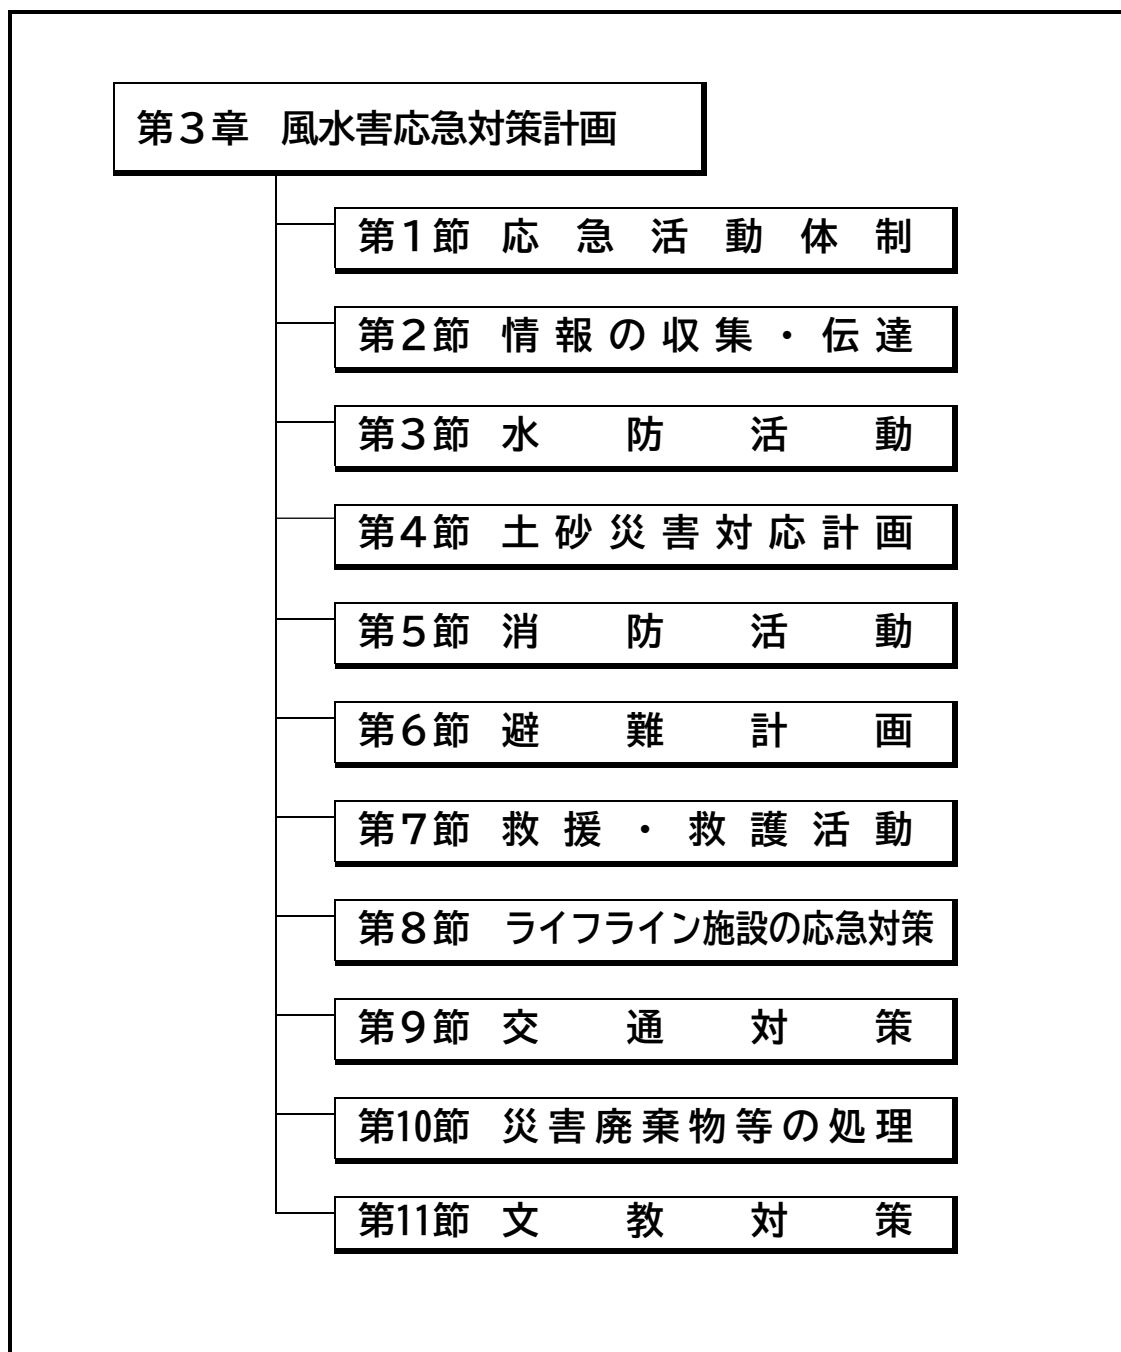 第３章　風水害応急対策計画
第１節 応急活動体制
第２節 情報の収集・伝達
第３節 水防活動
第４節 土砂災害対応計画
第５節 消防活動
第６節 避難計画
第７節 救援・救護活動
第８節 ライフライン施設の応急対策
第９節 交通対策
第10節 災害廃棄物等の処理
第11節 文教対策